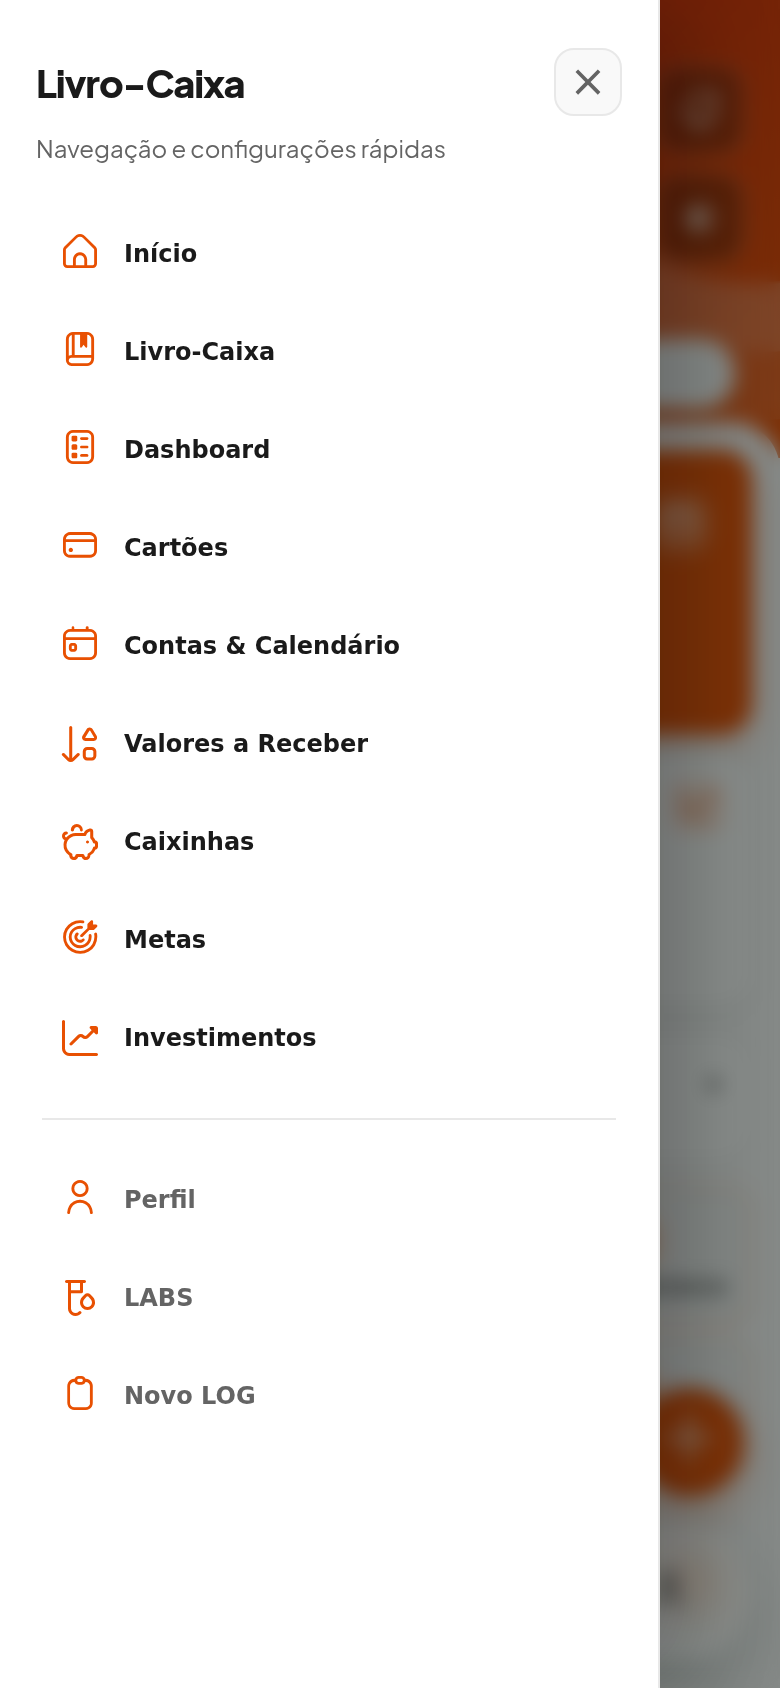 Livro-Caixa
Navegação e configurações rápidas
Início
Livro-Caixa
Dashboard
Cartões
Contas & Calendário
Valores a Receber
Caixinhas
Metas
Investimentos
Perfil
LABS
Novo LOG